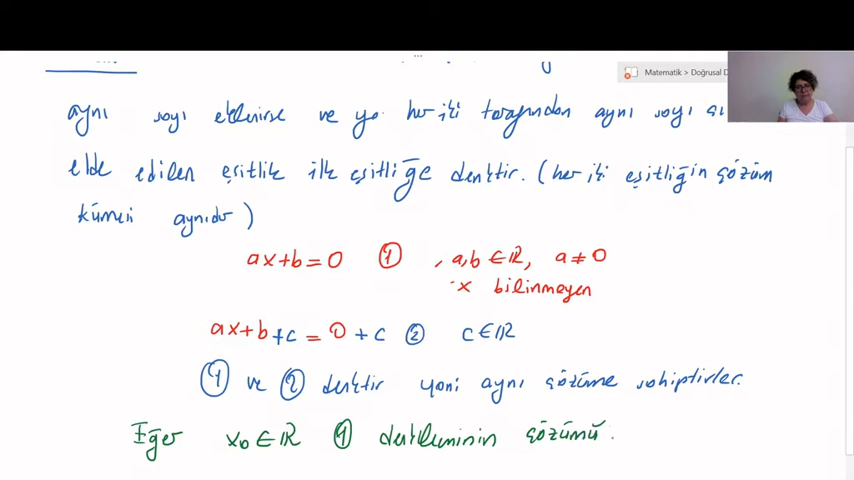 Matematik > Doğrusal D
aynı sayı eklenirse ve ya her iki tarafından aynı sayı çı
elde edilen eşitlik ilk eşitliğe denktir. (her iki eşitliğin çözüm
kümesi aynıdır)
ax+b=0 ① , a,b ∈ ℝ, a ≠ 0
x bilinmeyen
ax+b+c = 0+c ② c ∈ ℝ
① ve ② denktir yani aynı çözüme sahiptirler.
Eğer x₀ ∈ ℝ ① denkleminin çözümü